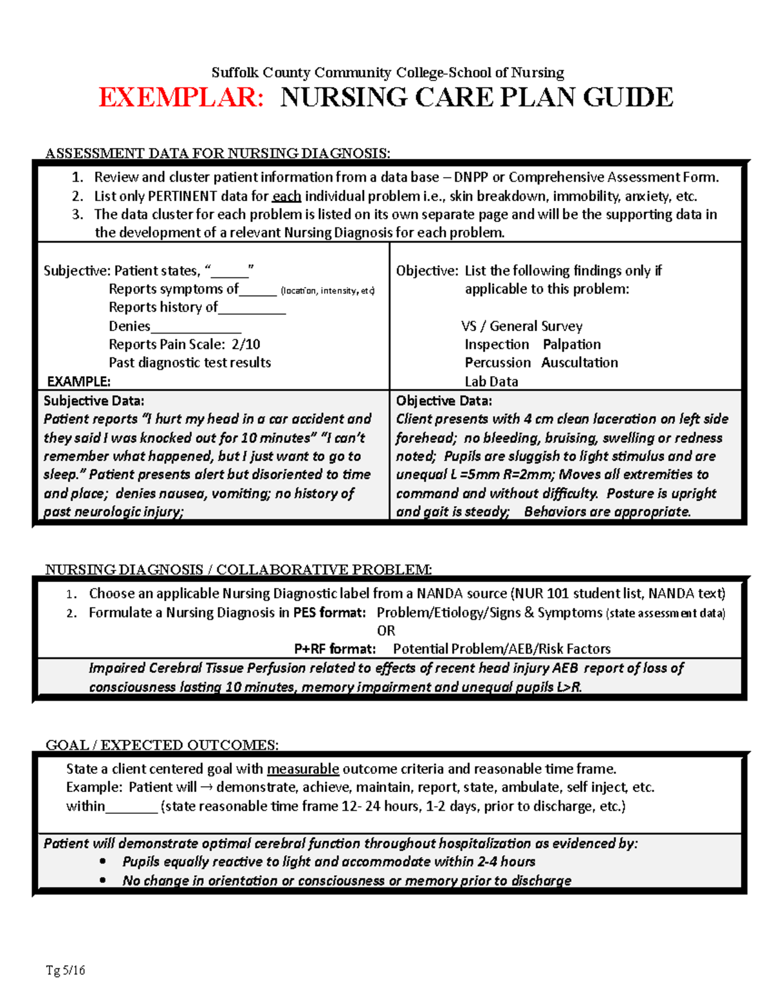 Suffolk County Community College-School of Nursing
EXEMPLAR: NURSING CARE PLAN GUIDE
ASSESSMENT DATA FOR NURSING DIAGNOSIS:
1. Review and cluster patient information from a data base – DNPP or Comprehensive Assessment Form.
2. List only PERTINENT data for each individual problem i.e., skin breakdown, immobility, anxiety, etc.
3. The data cluster for each problem is listed on its own separate page and will be the supporting data in
the development of a relevant Nursing Diagnosis for each problem.
Subjective: Patient states, “_____”
Reports symptoms of_____ (location, intensity, etc)
Reports history of_________
Denies____________
Reports Pain Scale: 2/10
Past diagnostic test results
EXAMPLE:
Objective: List the following findings only if
applicable to this problem:
VS / General Survey
Inspection Palpation
Percussion Auscultation
Lab Data
Subjective Data:
Patient reports “I hurt my head in a car accident and
they said I was knocked out for 10 minutes” “I can’t
remember what happened, but I just want to go to
sleep.” Patient presents alert but disoriented to time
and place; denies nausea, vomiting; no history of
past neurologic injury;
Objective Data:
Client presents with 4 cm clean laceration on left side
forehead; no bleeding, bruising, swelling or redness
noted; Pupils are sluggish to light stimulus and are
unequal L =5mm R=2mm; Moves all extremities to
command and without difficulty. Posture is upright
and gait is steady; Behaviors are appropriate.
NURSING DIAGNOSIS / COLLABORATIVE PROBLEM:
1. Choose an applicable Nursing Diagnostic label from a NANDA source (NUR 101 student list, NANDA text)
2. Formulate a Nursing Diagnosis in PES format: Problem/Etiology/Signs & Symptoms (state assessment data)
OR
P+RF format: Potential Problem/AEB/Risk Factors
Impaired Cerebral Tissue Perfusion related to effects of recent head injury AEB report of loss of
consciousness lasting 10 minutes, memory impairment and unequal pupils L>R.
GOAL / EXPECTED OUTCOMES:
State a client centered goal with measurable outcome criteria and reasonable time frame.
Example: Patient will → demonstrate, achieve, maintain, report, state, ambulate, self inject, etc.
within_______ (state reasonable time frame 12- 24 hours, 1-2 days, prior to discharge, etc.)
Patient will demonstrate optimal cerebral function throughout hospitalization as evidenced by:
• Pupils equally reactive to light and accommodate within 2-4 hours
• No change in orientation or consciousness or memory prior to discharge
Tg 5/16